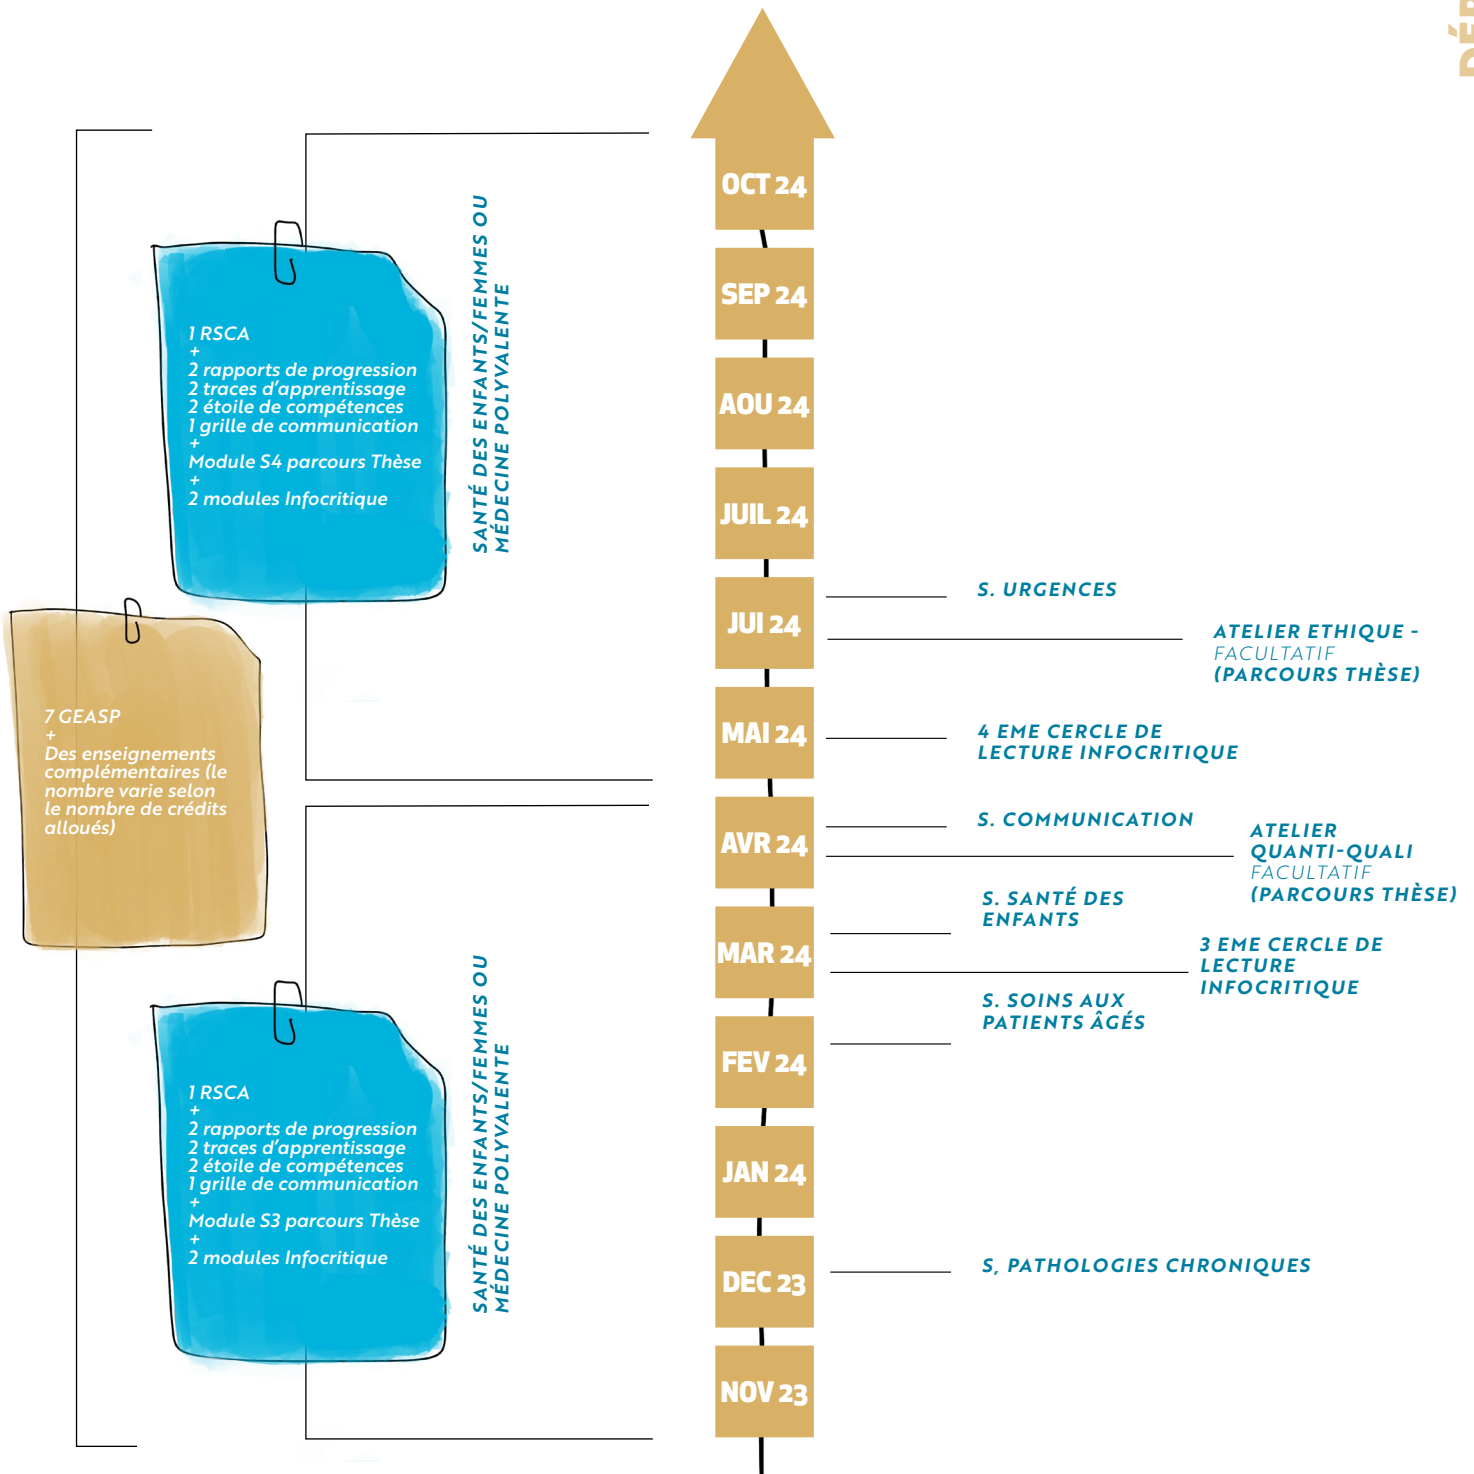 DÉP
OCT 24
SEP 24
AOU 24
JUIL 24
JUI 24
MAI 24
AVR 24
MAR 24
FEV 24
JAN 24
DEC 23
NOV 23
SANTÉ DES ENFANTS/FEMMES OU
MÉDECINE POLYVALENTE
1 RSCA
+
2 rapports de progression
2 traces d'apprentissage
2 étoile de compétences
1 grille de communication
+
Module S4 parcours Thèse
+
2 modules Infocritique
7 GEASP
+
Des enseignements
complémentaires (le
nombre varie selon
le nombre de crédits
alloués)
SANTÉ DES ENFANTS/FEMMES OU
MÉDECINE POLYVALENTE
1 RSCA
+
2 rapports de progression
2 traces d'apprentissage
2 étoile de compétences
1 grille de communication
+
Module S3 parcours Thèse
+
2 modules Infocritique
S. URGENCES
ATELIER ETHIQUE -
FACULTATIF
(PARCOURS THÈSE)
4 EME CERCLE DE
LECTURE INFOCRITIQUE
S. COMMUNICATION
ATELIER
QUANTI-QUALI
FACULTATIF
(PARCOURS THÈSE)
S. SANTÉ DES
ENFANTS
3 EME CERCLE DE
LECTURE
INFOCRITIQUE
S. SOINS AUX
PATIENTS ÂGÉS
S, PATHOLOGIES CHRONIQUES